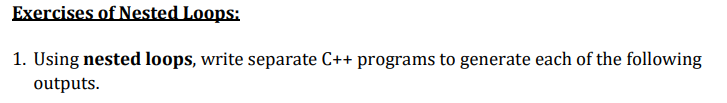 Exercises of Nested Loops:
1. Using nested loops, write separate C++ programs to generate each of the following
outputs.